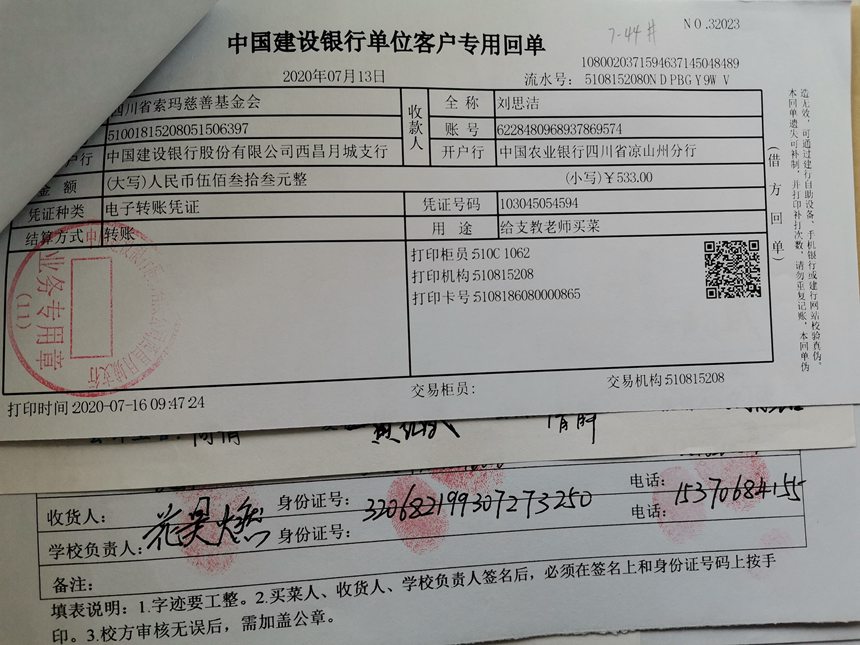 NO.32023
7-44#
中国建设银行单位客户专用回单
1080020371594637145048489
2020年07月13日 流水号: 5108152080NDPBGY9WV
四川省索玛慈善基金会 收款人 全称 刘思洁
51001815208051506397 账号 6228480968937869574
户行 中国建设银行股份有限公司西昌月城支行 开户行 中国农业银行四川省凉山州分行
金额 (大写)人民币伍佰叁拾叁元整 (小写)¥533.00
凭证种类 电子转账凭证 凭证号码 103045054594
结算方式 转账 用途 给支教老师买菜
打印柜员:510C1062
打印机构:510815208
打印卡号:5108186080000865
业务专用章
(11)
(借方回单)
本回单遗失可补制,并打印补打次数,请勿重复记账,本回单伪
造无效,可通过建行自助设备、手机银行或建行网站校验真伪。
打印时间:2020-07-16 09:47:24 交易柜员: 交易机构:510815208
收货人: 身份证号: 320682199307273250 电话: 15370684155
学校负责人: 身份证号: 电话:
备注:
填表说明:1.字迹要工整。2.买菜人、收货人、学校负责人签名后,必须在签名上和身份证号码上按手
印。3.校方审核无误后,需加盖公章。